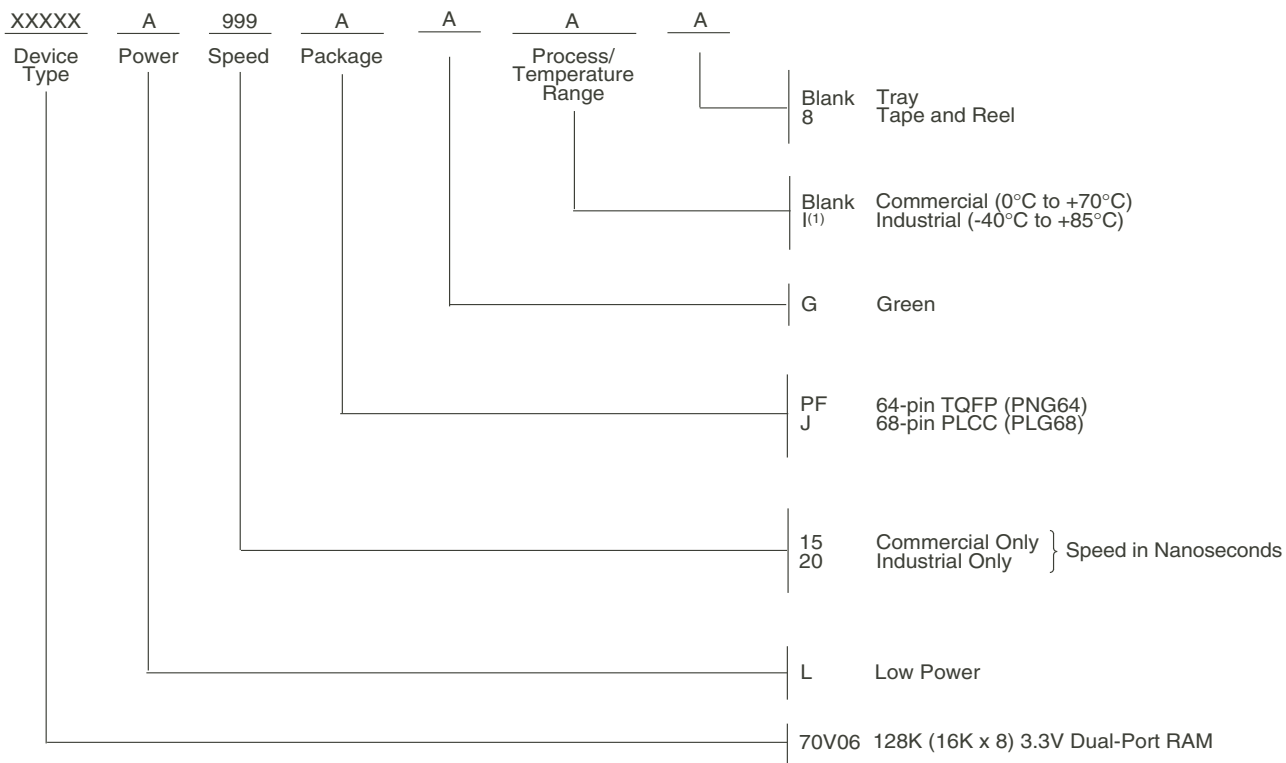 XXXXX A 999 A A A A
Device Type
Power
Speed
Package
Process/
Temperature
Range
Blank Tray
8 Tape and Reel
Blank Commercial (0°C to +70°C)
I(1) Industrial (-40°C to +85°C)
G Green
PF 64-pin TQFP (PNG64)
J 68-pin PLCC (PLG68)
15 Commercial Only
20 Industrial Only
Speed in Nanoseconds
L Low Power
70V06 128K (16K x 8) 3.3V Dual-Port RAM